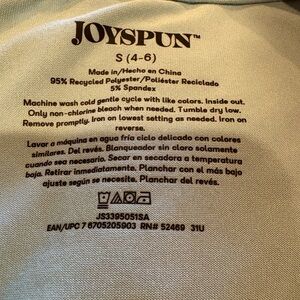 JOYSPUN™
S (4-6)
Made in/Hecho en China
95% Recycled Polyester/Poliéster Reciclado
5% Spandex
Machine wash cold gentle cycle with like colors. Inside out.
Only non-chlorine bleach when needed. Tumble dry low.
Remove promptly. Iron on lowest setting as needed. Iron on
reverse.
Lavar a máquina en agua fría ciclo delicado con colores
similares. Del revés. Blanqueador sin cloro solamente
cuando sea necesario. Secar en secadora a temperatura
baja. Retirar inmediatamente. Planchar con el más bajo
ajuste según se necesite. Planchar del revés.
JS3395051SA
EAN/UPC 7 6705205903 RN# 52469 31U